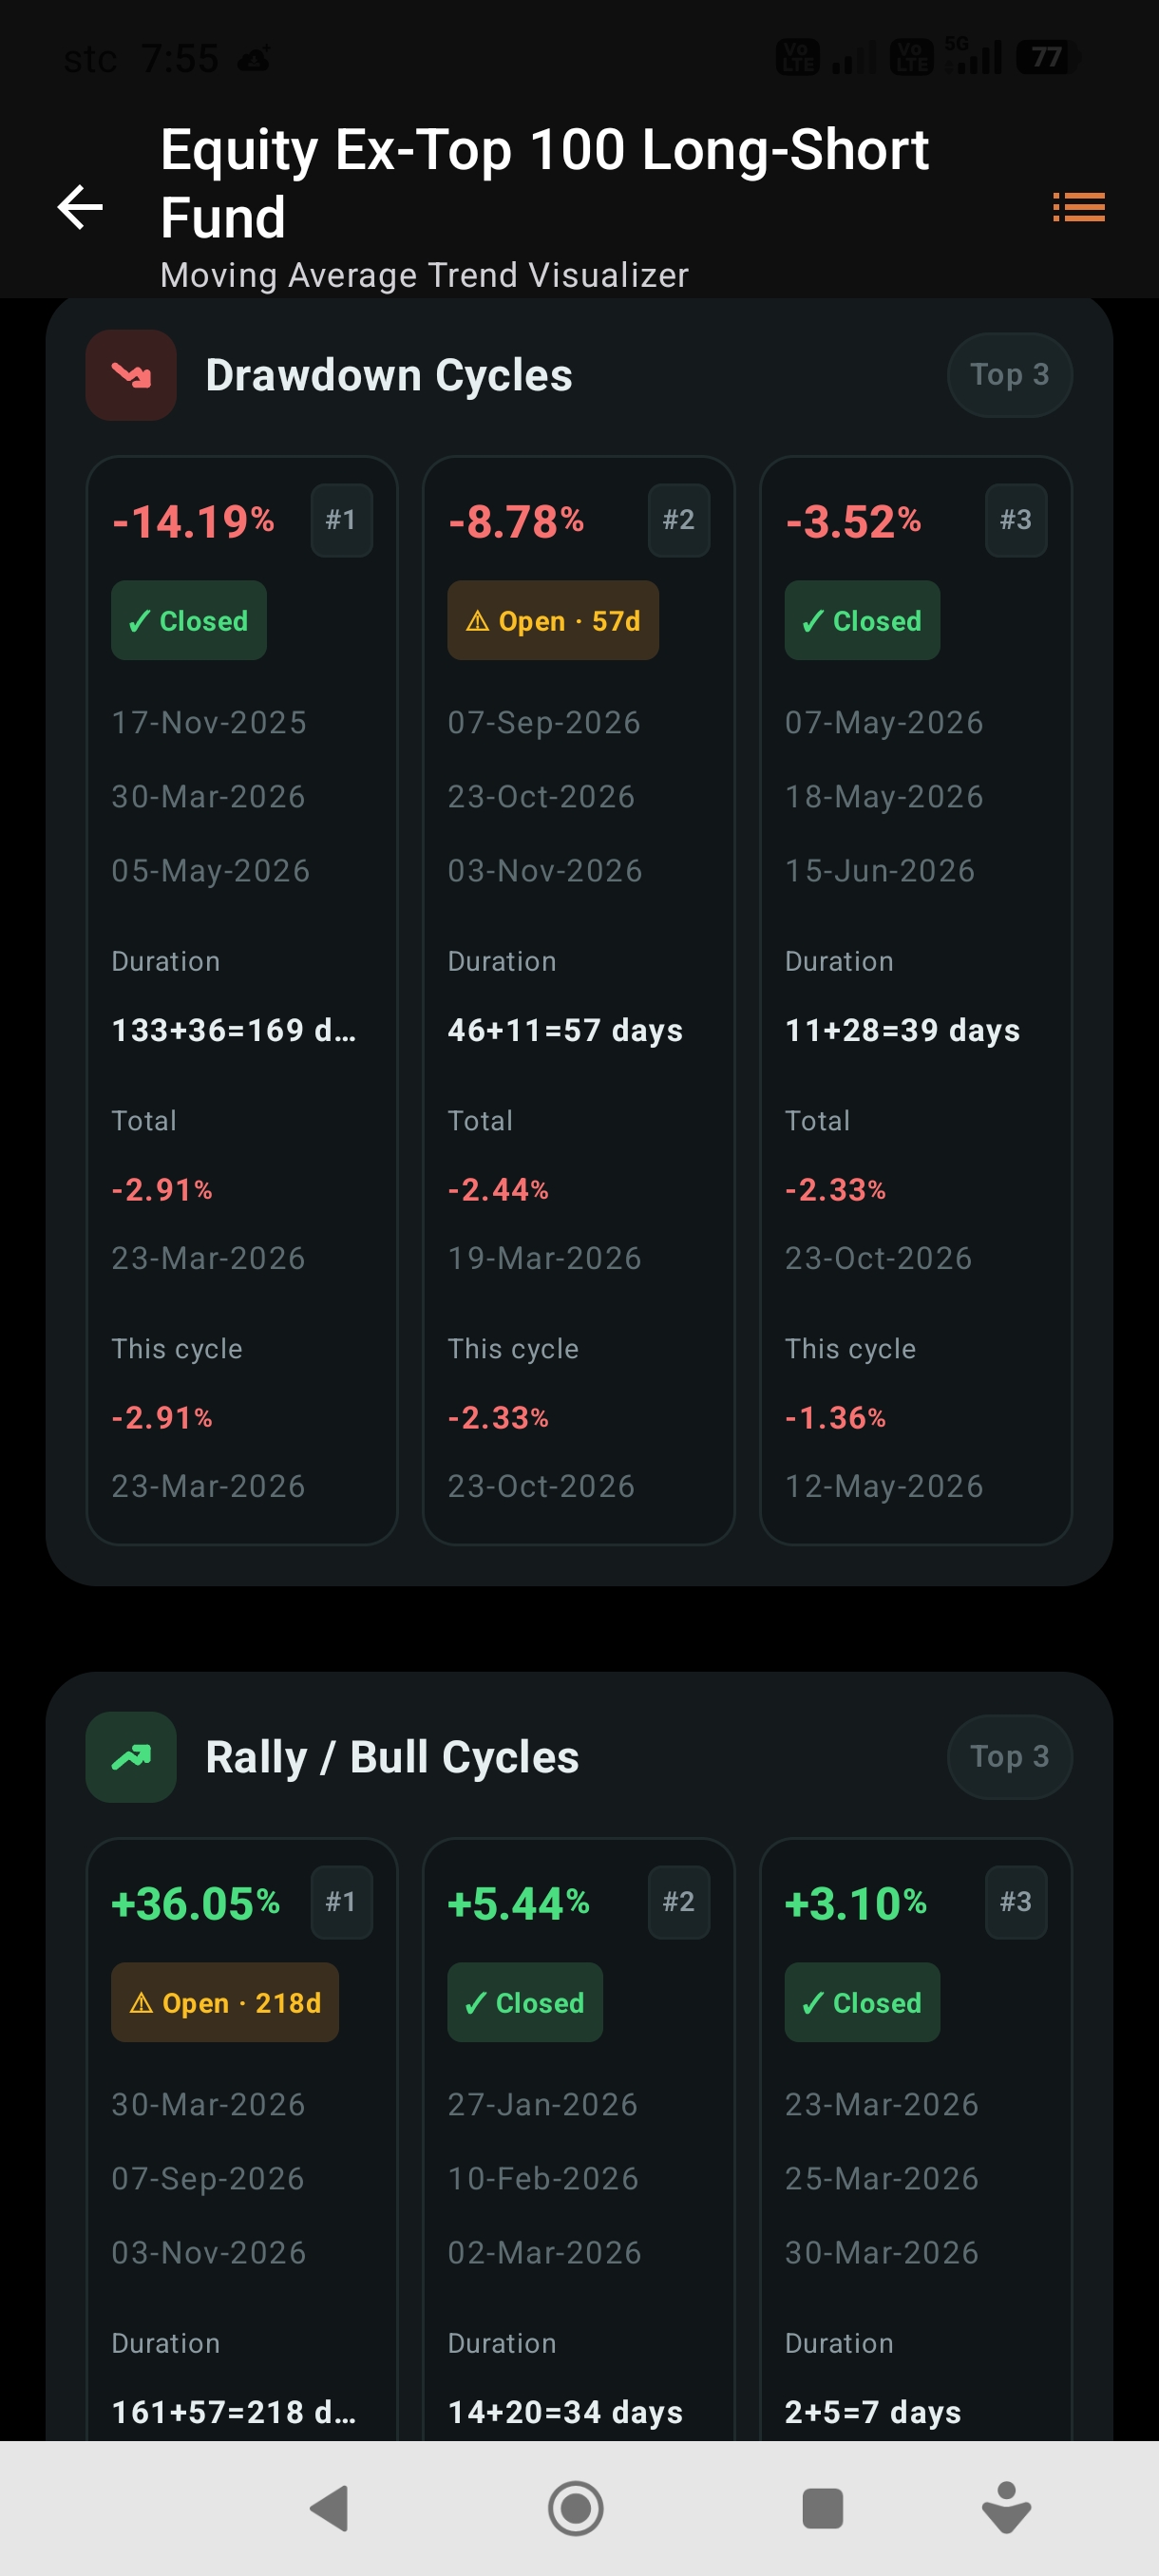 stc 7:55
Vo LTE Vo LTE 5G 77
Equity Ex-Top 100 Long-Short
Fund
Moving Average Trend Visualizer
Drawdown Cycles
Top 3
-14.19% #1
✓ Closed
17-Nov-2025
30-Mar-2026
05-May-2026
Duration
133+36=169 d...
Total
-2.91%
23-Mar-2026
This cycle
-2.91%
23-Mar-2026
-8.78% #2
⚠ Open · 57d
07-Sep-2026
23-Oct-2026
03-Nov-2026
Duration
46+11=57 days
Total
-2.44%
19-Mar-2026
This cycle
-2.33%
23-Oct-2026
-3.52% #3
✓ Closed
07-May-2026
18-May-2026
15-Jun-2026
Duration
11+28=39 days
Total
-2.33%
23-Oct-2026
This cycle
-1.36%
12-May-2026
Rally / Bull Cycles
Top 3
+36.05% #1
⚠ Open · 218d
30-Mar-2026
07-Sep-2026
03-Nov-2026
Duration
161+57=218 d...
+5.44% #2
✓ Closed
27-Jan-2026
10-Feb-2026
02-Mar-2026
Duration
14+20=34 days
+3.10% #3
✓ Closed
23-Mar-2026
25-Mar-2026
30-Mar-2026
Duration
2+5=7 days